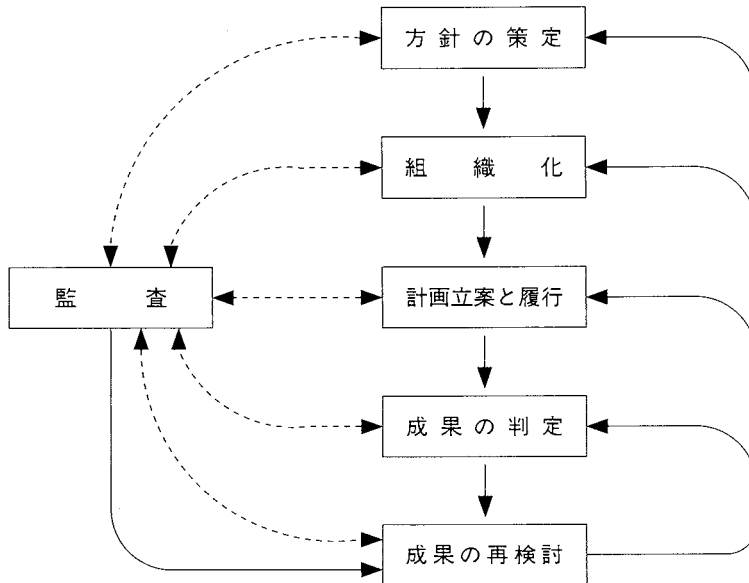 方針の策定
組織化
監査
計画立案と履行
成果の判定
成果の再検討